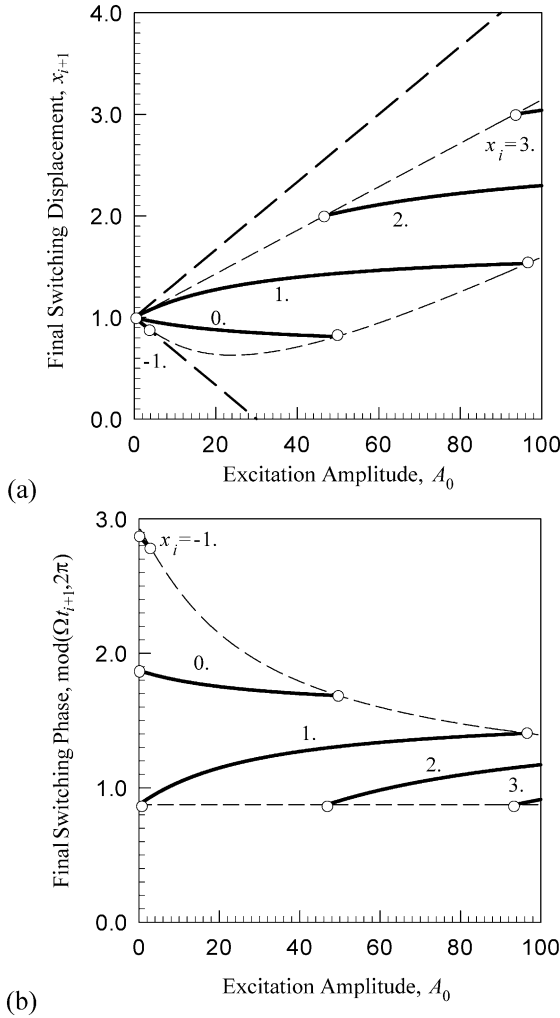 4.0
3.0
2.0
1.0
0.0
Final Switching Displacement, x_{i+1}
x_i=3.
2.
1.
0.
-1.
0 20 40 60 80 100
Excitation Amplitude, A_0
(a)
3.0
2.0
1.0
0.0
Final Switching Phase, mod(Ωt_{i+1},2π)
x_i=-1.
0.
1.
2.
3.
0 20 40 60 80 100
Excitation Amplitude, A_0
(b)